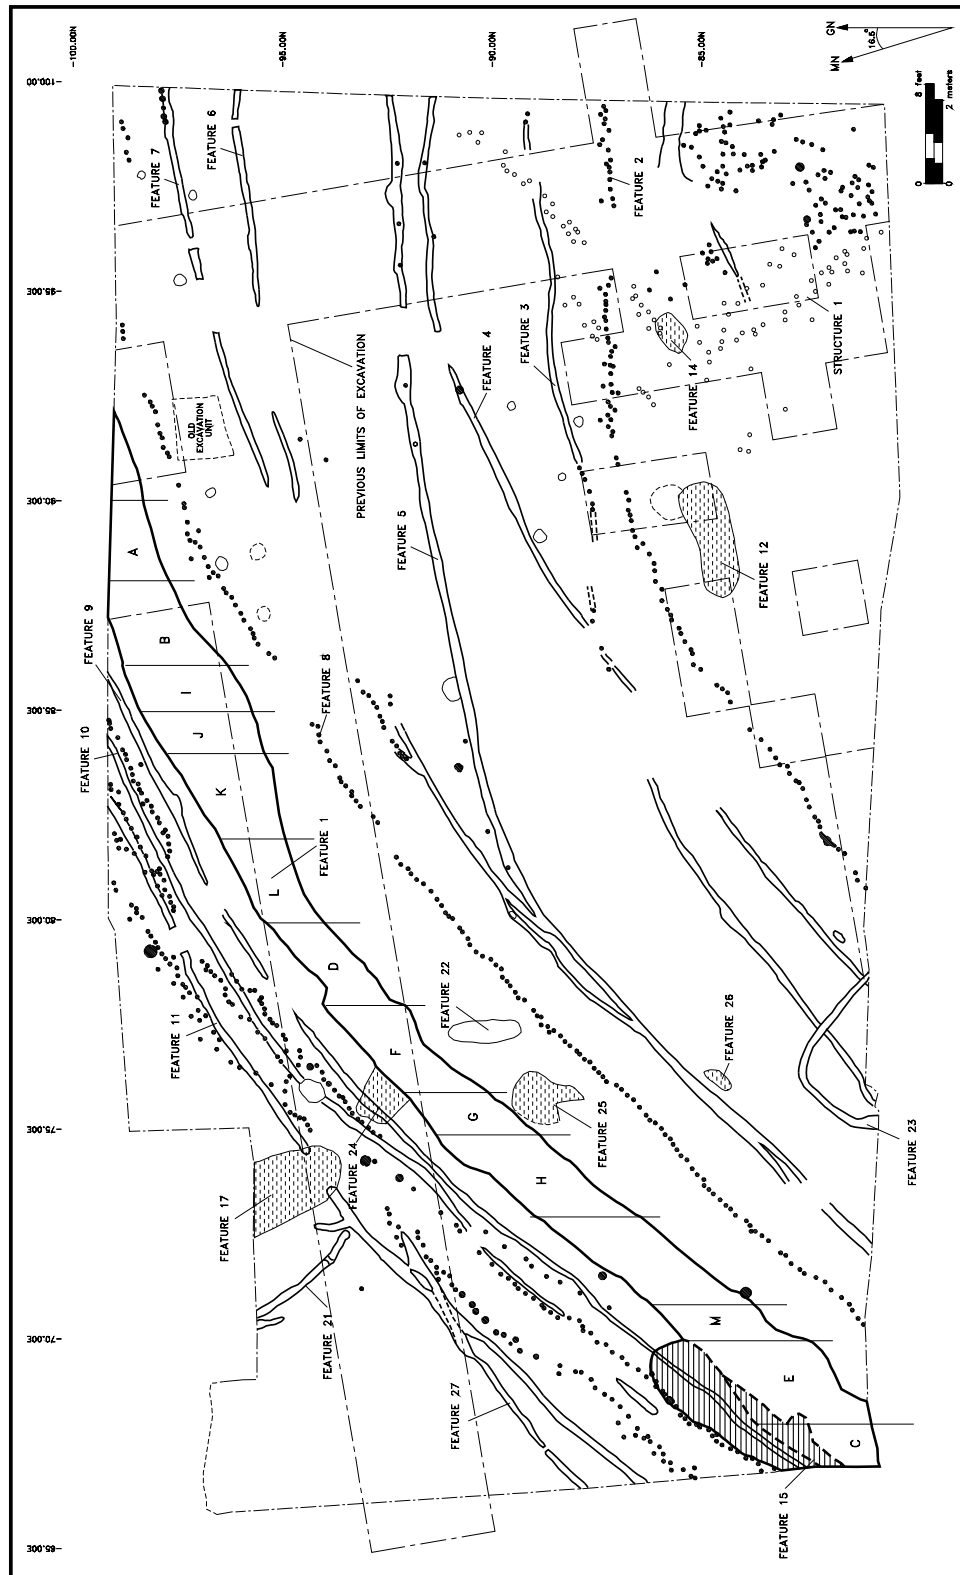 -100.00N
-95.00N
-90.00N
-85.00N
100.00-
95.00E-
90.00E-
85.00E-
80.00E-
75.00E-
70.00E-
65.00E-
GN
MN
16.5°
0 8 feet
0 2 meters
FEATURE 7
FEATURE 6
FEATURE 2
FEATURE 3
FEATURE 4
FEATURE 14
STRUCTURE 1
PREVIOUS LIMITS OF EXCAVATION
OLD
EXCAVATION
UNIT
FEATURE 5
FEATURE 12
FEATURE 9
FEATURE 10
FEATURE 8
FEATURE 1
A
B
I
J
K
L
D
F
G
H
M
E
C
FEATURE 11
FEATURE 22
FEATURE 26
FEATURE 24
FEATURE 25
FEATURE 23
FEATURE 17
FEATURE 21
FEATURE 27
FEATURE 15